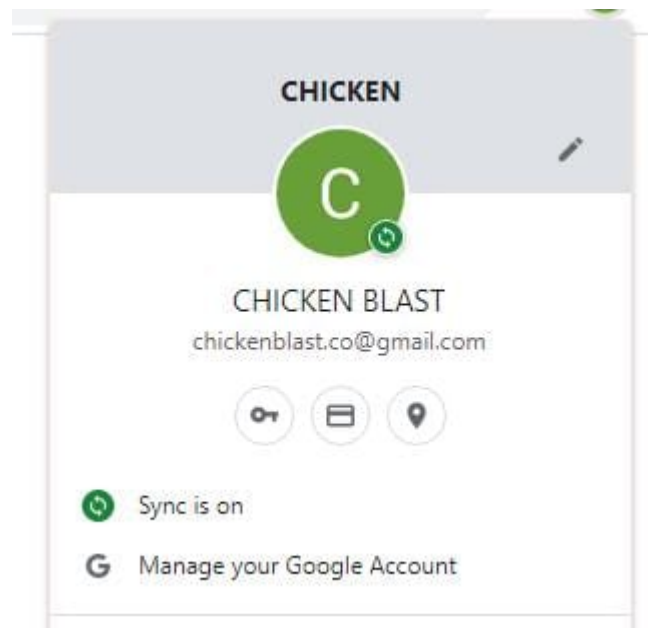 CHICKEN
C
CHICKEN BLAST
chickenblast.co@gmail.com
Sync is on
G Manage your Google Account